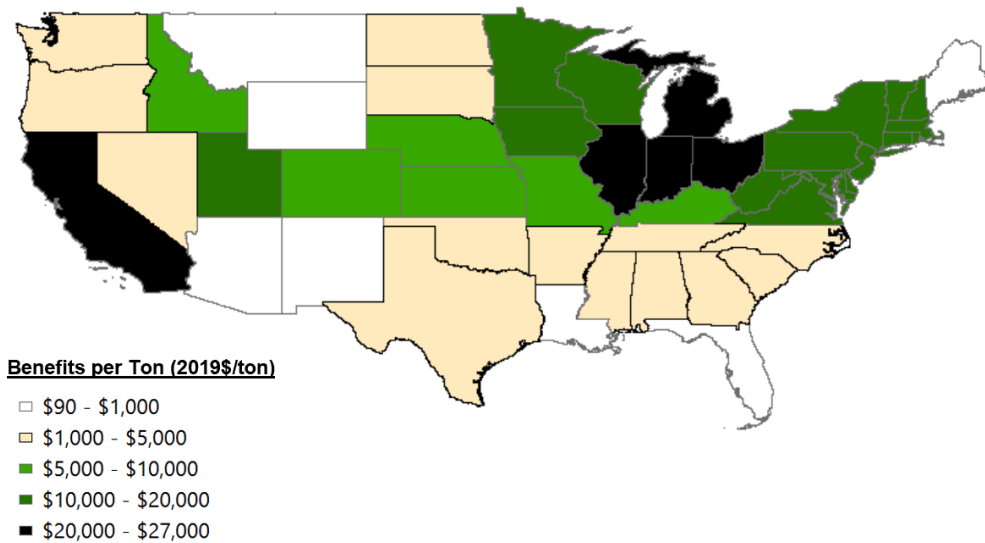 Benefits per Ton (2019$/ton)
$90 - $1,000
$1,000 - $5,000
$5,000 - $10,000
$10,000 - $20,000
$20,000 - $27,000